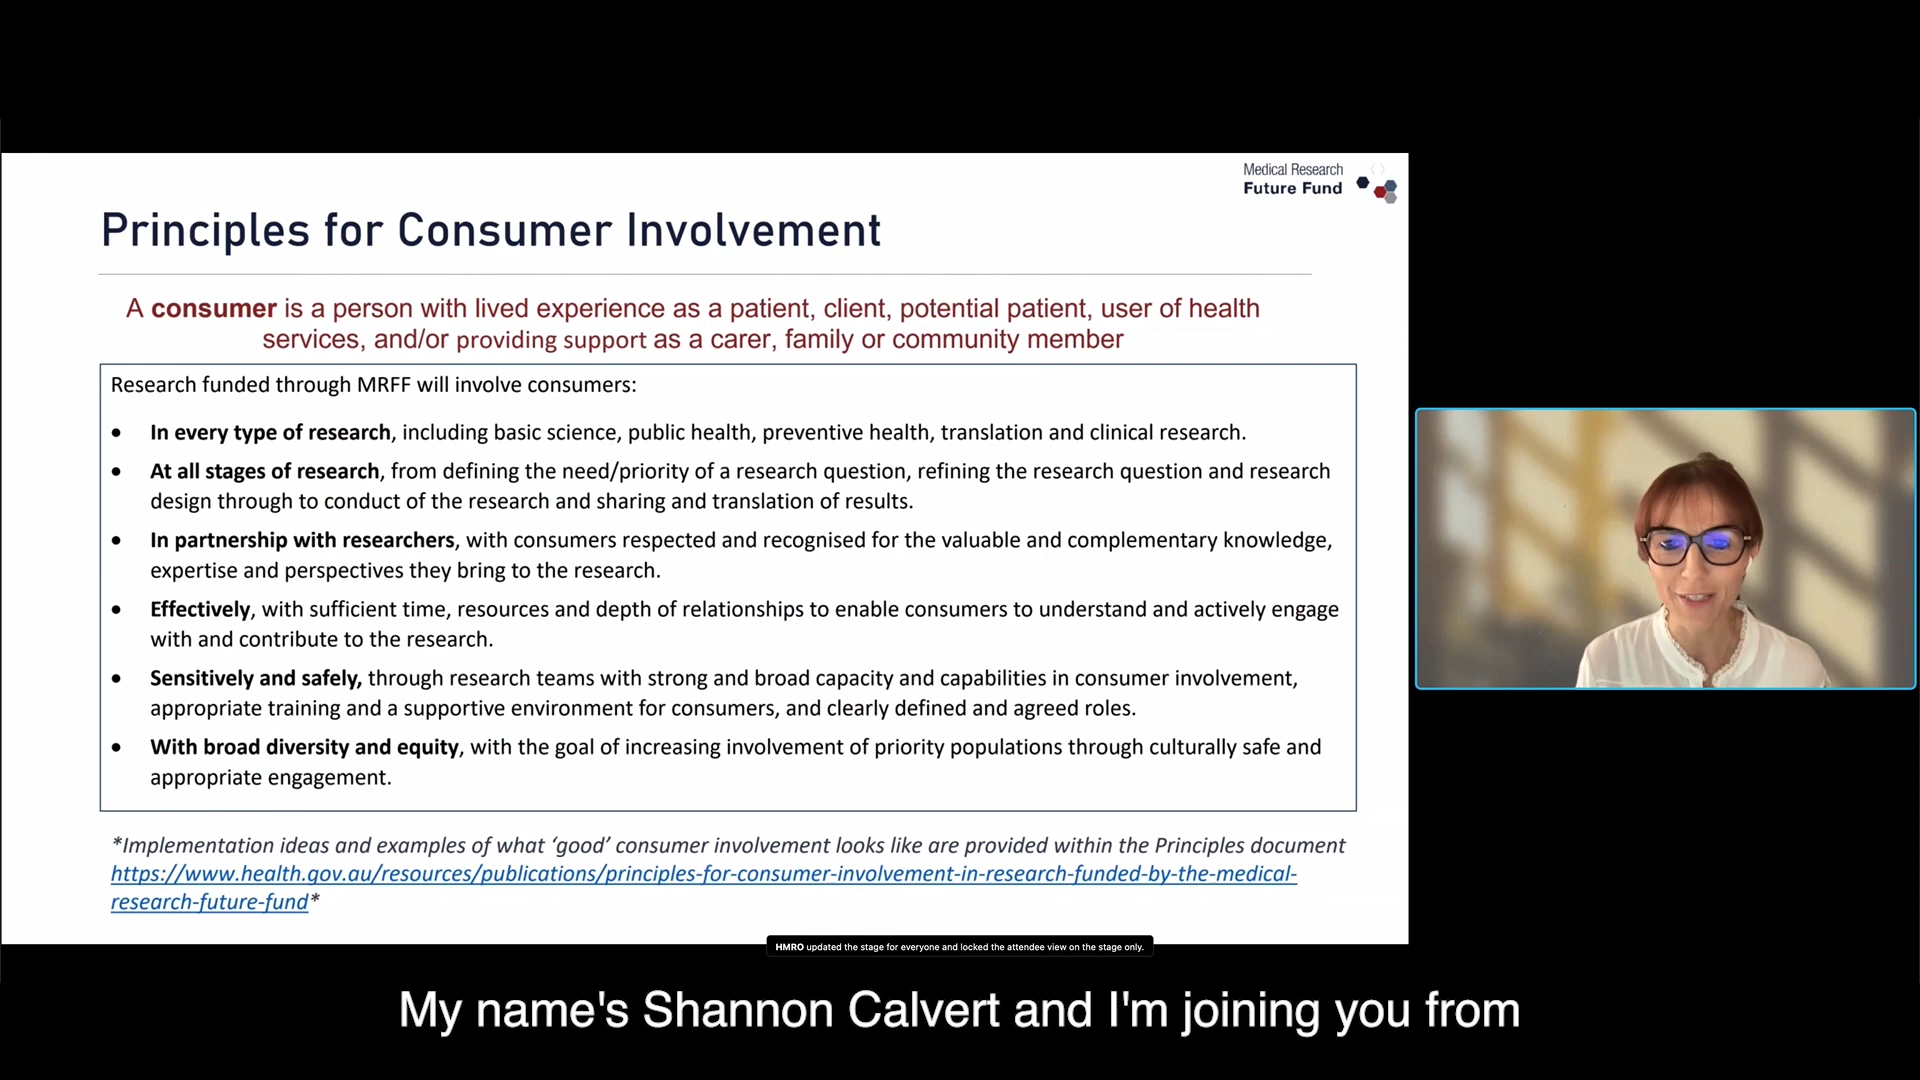 Medical Research
Future Fund
Principles for Consumer Involvement
A consumer is a person with lived experience as a patient, client, potential patient, user of health
services, and/or providing support as a carer, family or community member
Research funded through MRFF will involve consumers:
• In every type of research, including basic science, public health, preventive health, translation and clinical research.
• At all stages of research, from defining the need/priority of a research question, refining the research question and research
design through to conduct of the research and sharing and translation of results.
• In partnership with researchers, with consumers respected and recognised for the valuable and complementary knowledge,
expertise and perspectives they bring to the research.
• Effectively, with sufficient time, resources and depth of relationships to enable consumers to understand and actively engage
with and contribute to the research.
• Sensitively and safely, through research teams with strong and broad capacity and capabilities in consumer involvement,
appropriate training and a supportive environment for consumers, and clearly defined and agreed roles.
• With broad diversity and equity, with the goal of increasing involvement of priority populations through culturally safe and
appropriate engagement.
*Implementation ideas and examples of what ‘good’ consumer involvement looks like are provided within the Principles document
https://www.health.gov.au/resources/publications/principles-for-consumer-involvement-in-research-funded-by-the-medical-
research-future-fund*
HMRO updated the stage for everyone and locked the attendee view on the stage only.
My name's Shannon Calvert and I'm joining you from